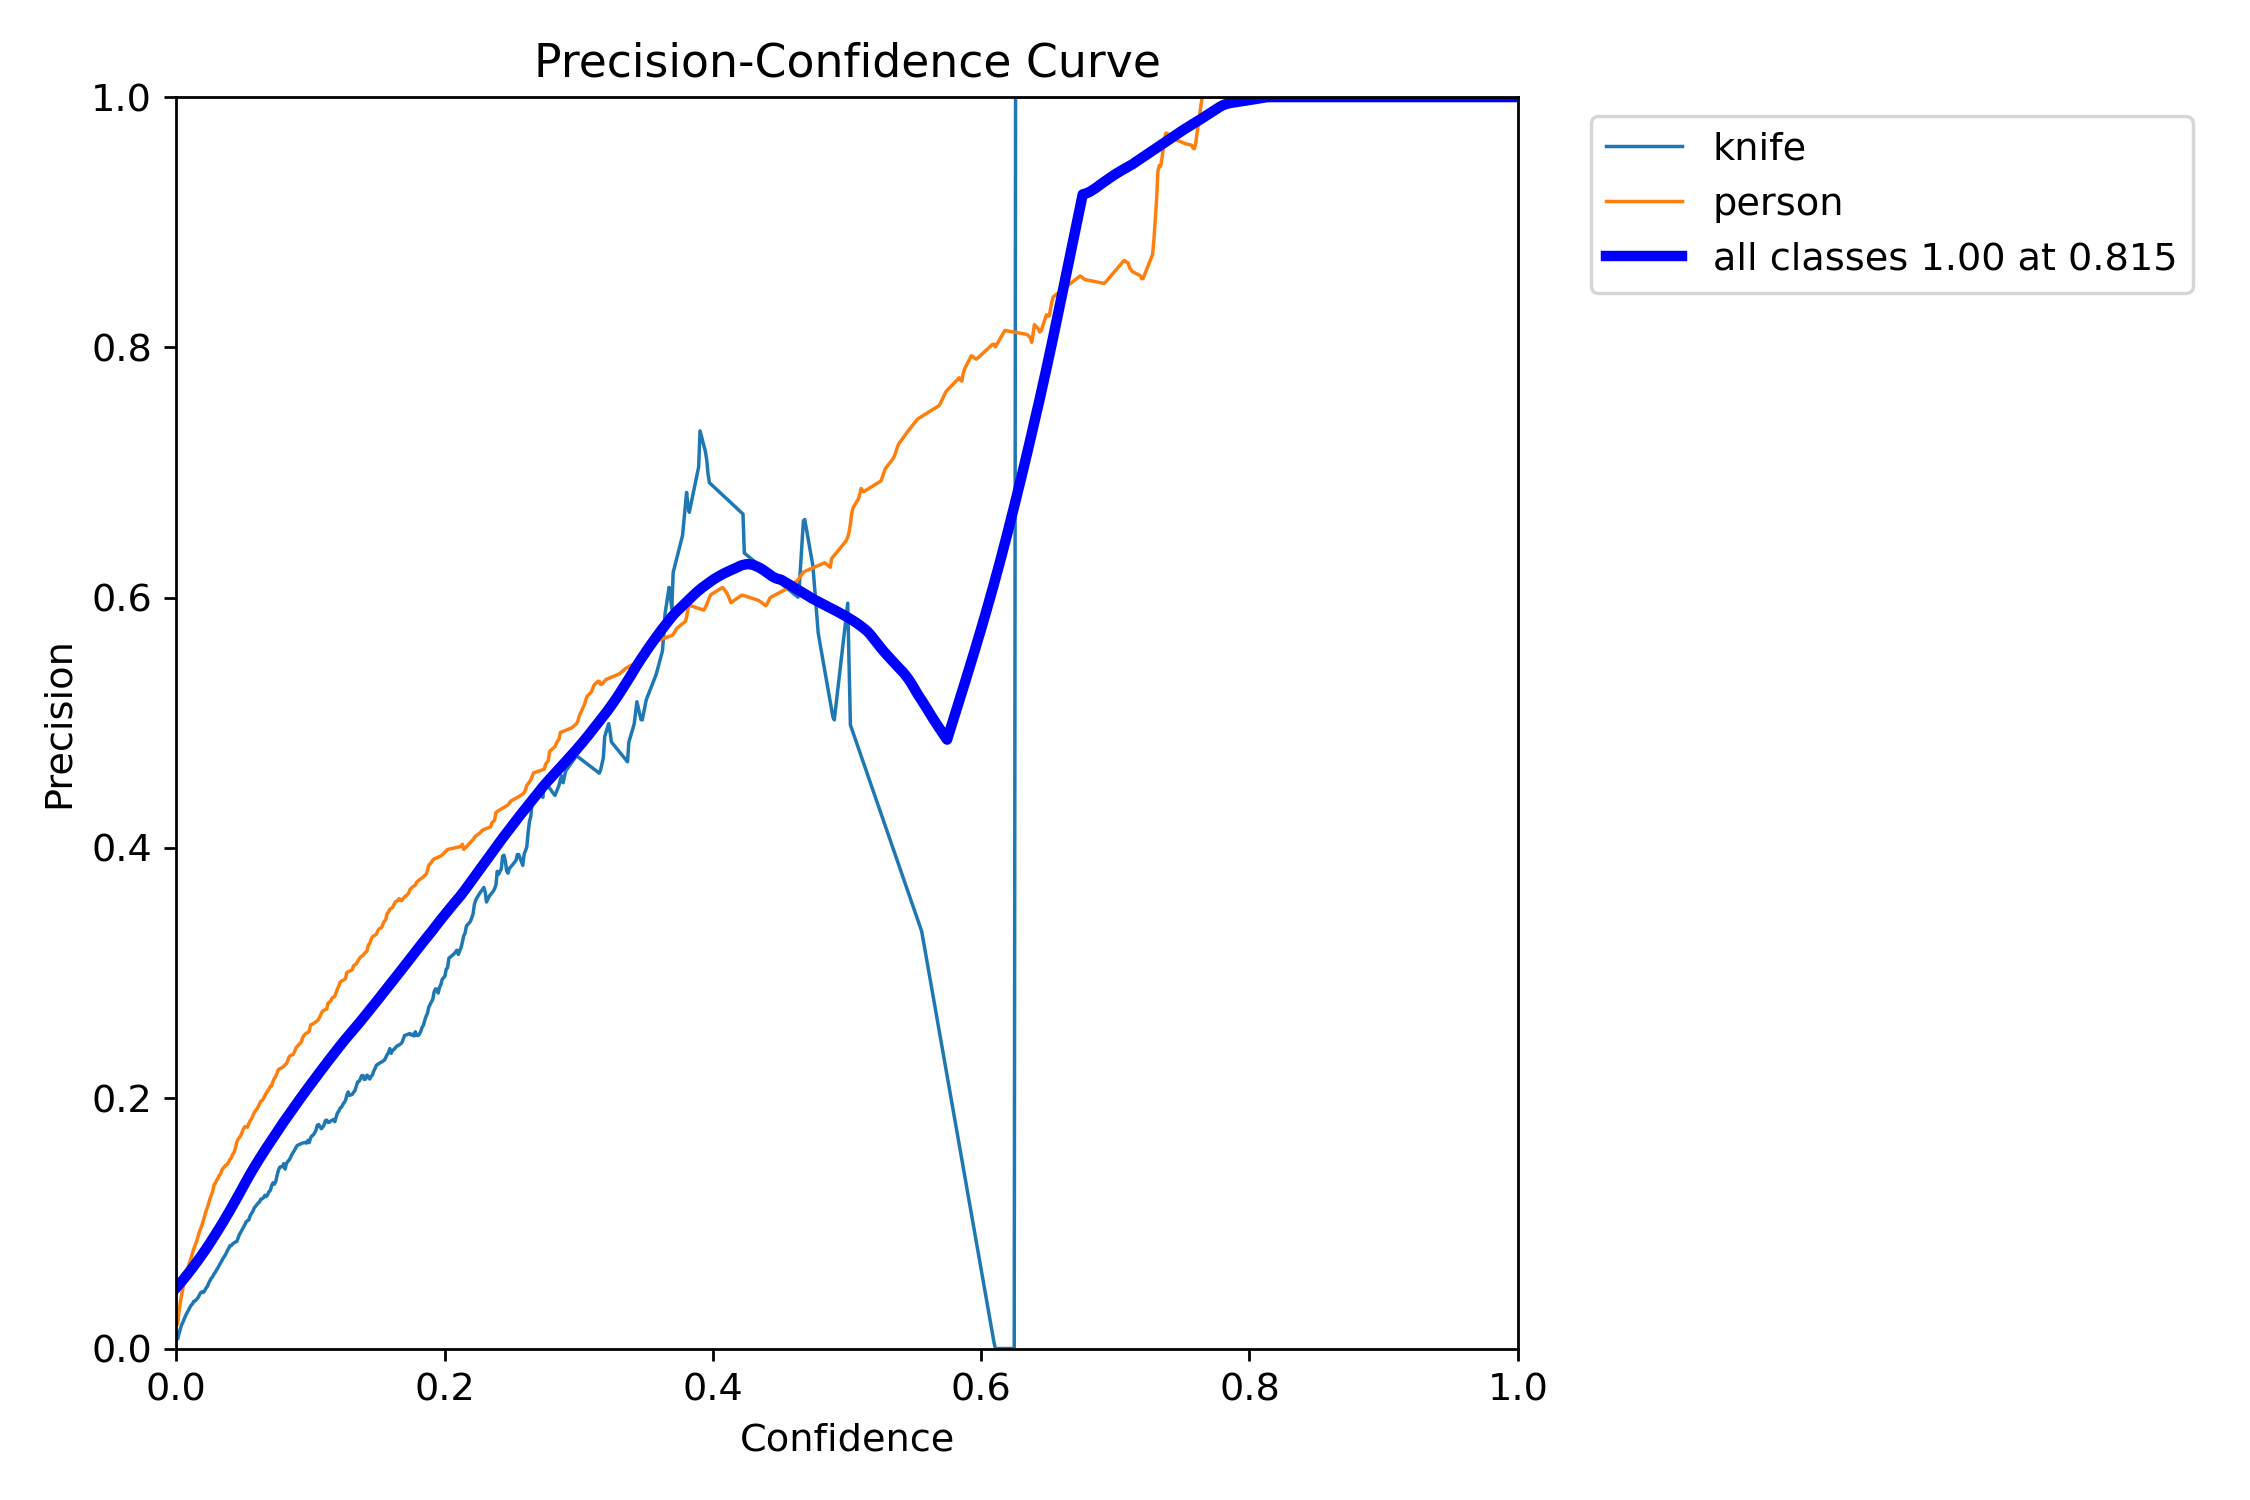 Precision-Confidence Curve
1.0
0.8
0.6
0.4
0.2
0.0
Precision
0.0 0.2 0.4 0.6 0.8 1.0
Confidence
knife
person
all classes 1.00 at 0.815